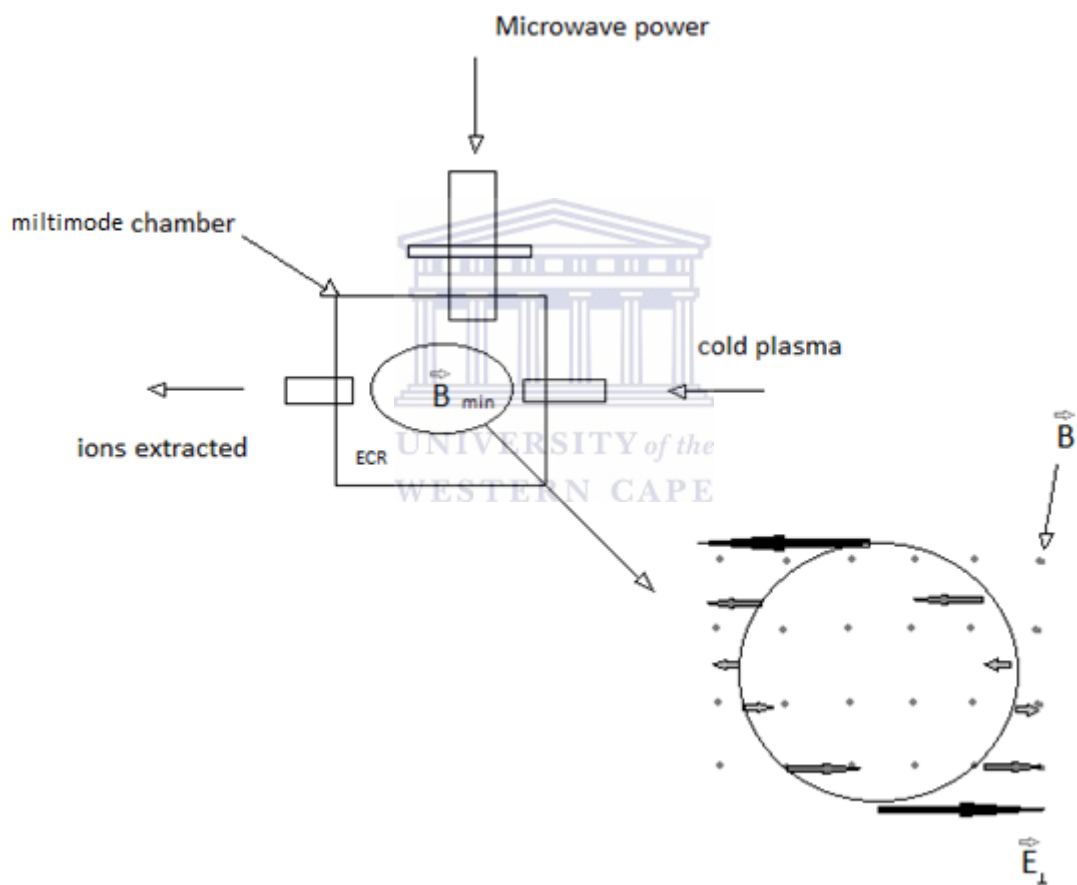 Microwave power
miltimode chamber
cold plasma
B min
ions extracted
ECR
UNIVERSITY of the
WESTERN CAPE
B
E⊥